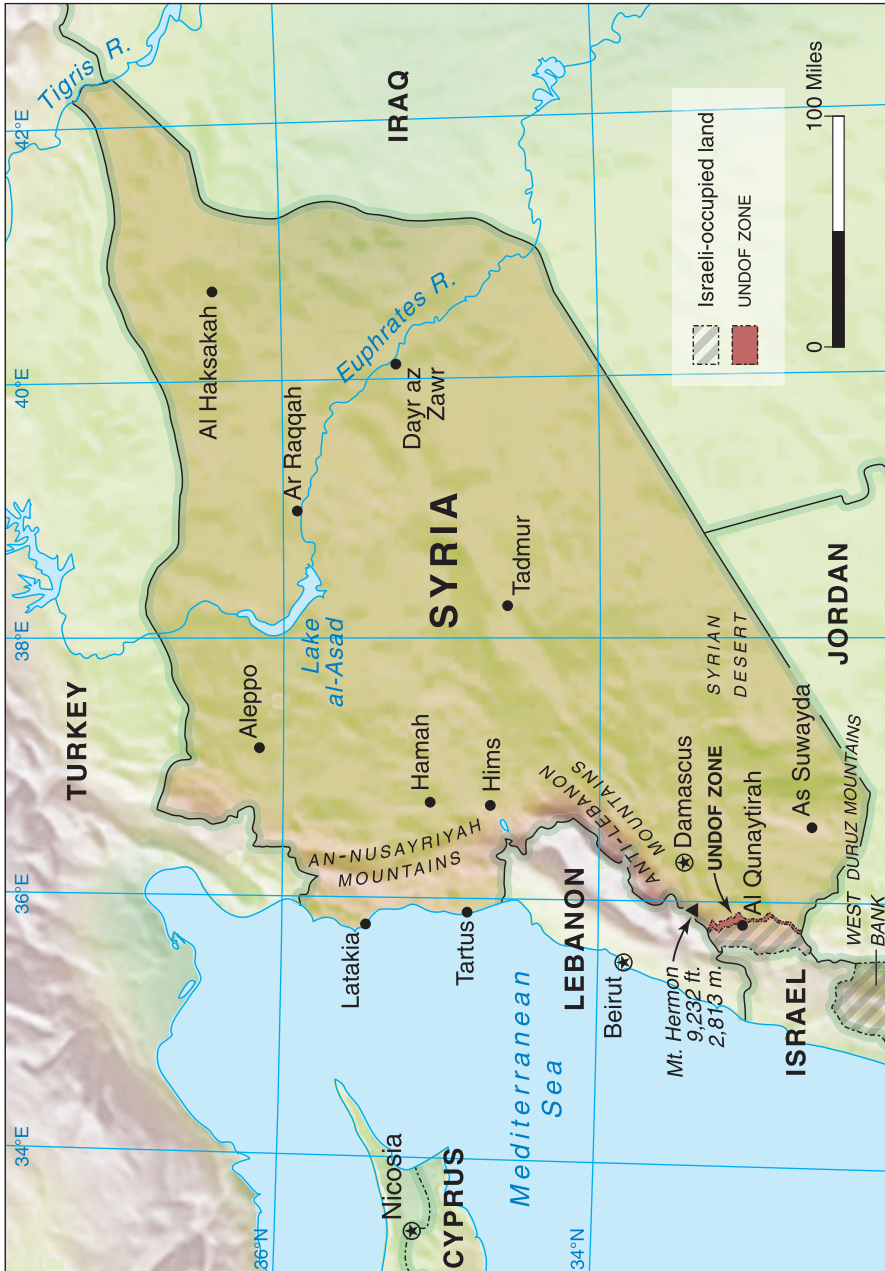 34°E
36°E
38°E
40°E
42°E
Tigris R.
TURKEY
Al Haksakah
Aleppo
36°N
Ar Raqqah
Lake
al-Asad
Euphrates R.
IRAQ
Nicosia
CYPRUS
Latakia
AN-NUSAYRIYAH
MOUNTAINS
Hamah
Dayr az
Zawr
SYRIA
Tartus
Hims
Tadmur
Mediterranean
Sea
34°N
LEBANON
ANTI-LEBANON
MOUNTAINS
Beirut
Damascus
Mt. Hermon
9,232 ft.
2,813 m.
UNDOF ZONE
SYRIAN
DESERT
Al Qunaytirah
ISRAEL
As Suwayda
JORDAN
WEST
BANK
DURUZ MOUNTAINS
Israeli-occupied land
UNDOF ZONE
0
100 Miles